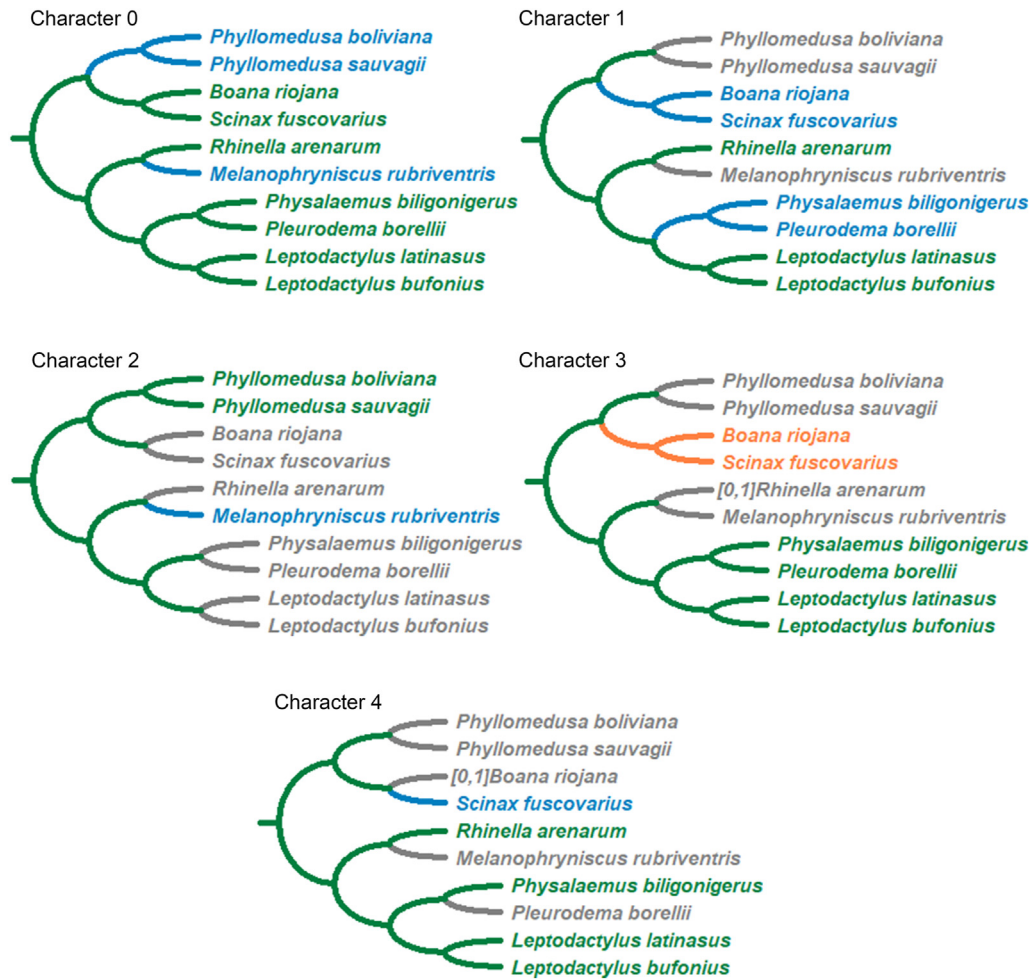 Character 0
Phyllomedusa boliviana
Phyllomedusa sauvagii
Boana riojana
Scinax fuscovarius
Rhinella arenarum
Melanophryniscus rubriventris
Physalaemus biligonigerus
Pleurodema borellii
Leptodactylus latinasus
Leptodactylus bufonius
Character 1
Phyllomedusa boliviana
Phyllomedusa sauvagii
Boana riojana
Scinax fuscovarius
Rhinella arenarum
Melanophryniscus rubriventris
Physalaemus biligonigerus
Pleurodema borellii
Leptodactylus latinasus
Leptodactylus bufonius
Character 2
Phyllomedusa boliviana
Phyllomedusa sauvagii
Boana riojana
Scinax fuscovarius
Rhinella arenarum
Melanophryniscus rubriventris
Physalaemus biligonigerus
Pleurodema borellii
Leptodactylus latinasus
Leptodactylus bufonius
Character 3
Phyllomedusa boliviana
Phyllomedusa sauvagii
Boana riojana
Scinax fuscovarius
[0,1]Rhinella arenarum
Melanophryniscus rubriventris
Physalaemus biligonigerus
Pleurodema borellii
Leptodactylus latinasus
Leptodactylus bufonius
Character 4
Phyllomedusa boliviana
Phyllomedusa sauvagii
[0,1]Boana riojana
Scinax fuscovarius
Rhinella arenarum
Melanophryniscus rubriventris
Physalaemus biligonigerus
Pleurodema borellii
Leptodactylus latinasus
Leptodactylus bufonius